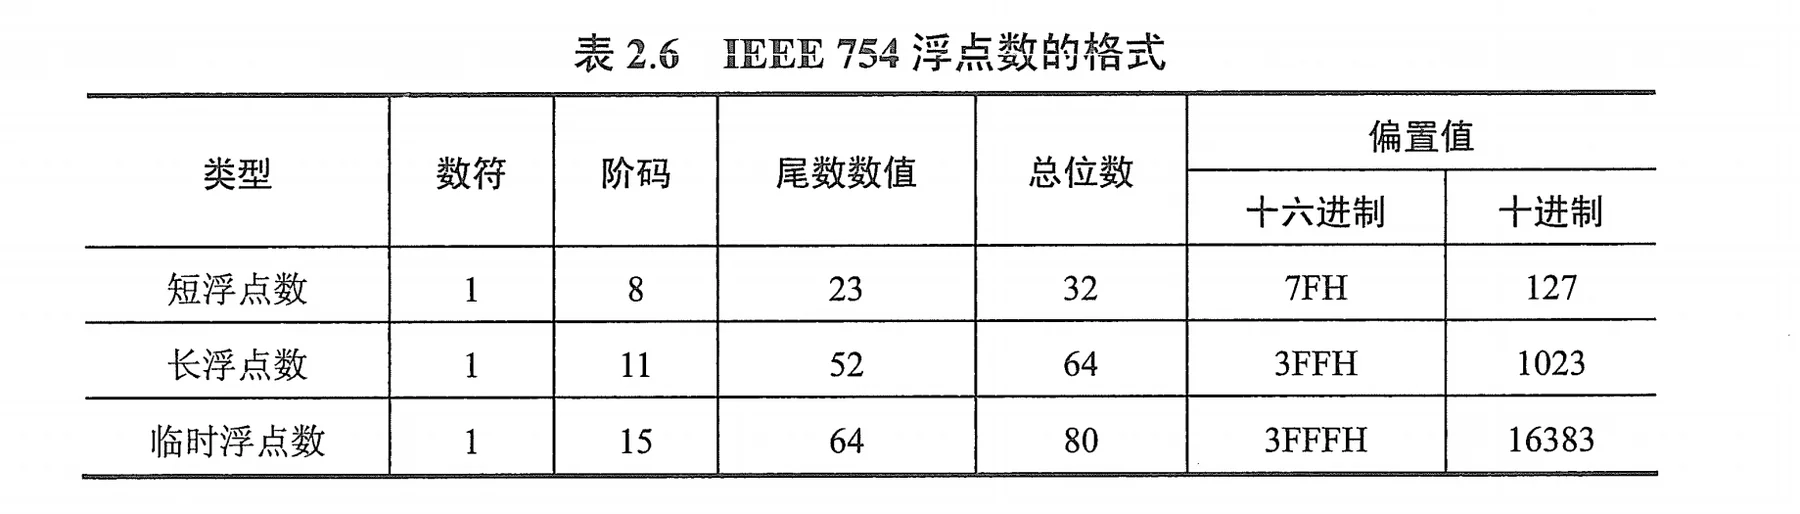 表 2.6 IEEE 754 浮点数的格式
类型 数符 阶码 尾数数值 总位数 偏置值
十六进制 十进制
短浮点数 1 8 23 32 7FH 127
长浮点数 1 11 52 64 3FFH 1023
临时浮点数 1 15 64 80 3FFFH 16383